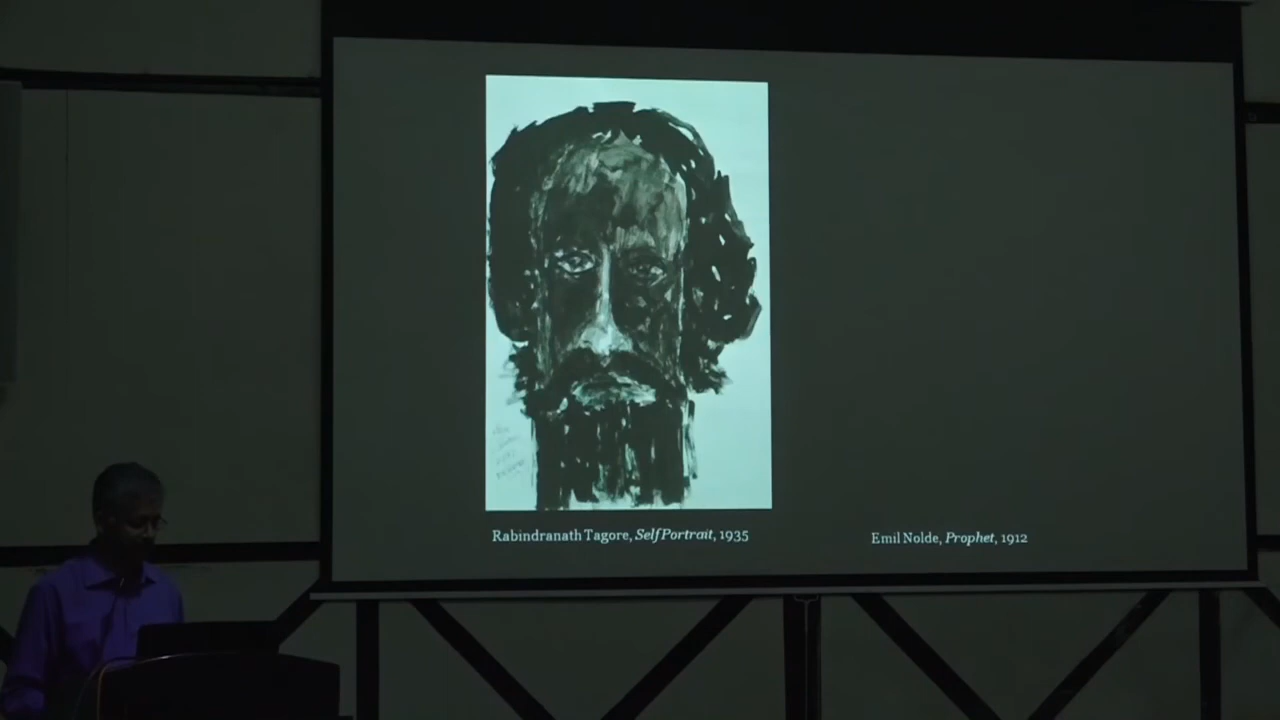 Rabindranath Tagore, Self Portrait, 1935
Emil Nolde, Prophet, 1912